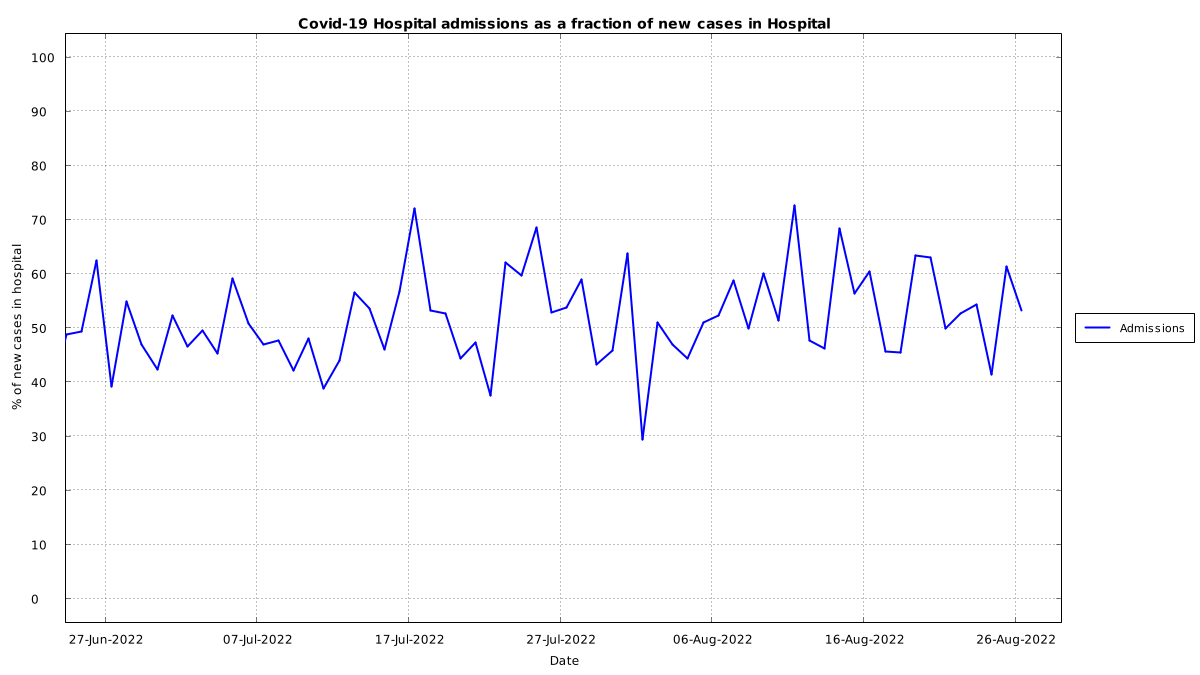 Covid-19 Hospital admissions as a fraction of new cases in Hospital
100
90
80
70
60
50
40
30
20
10
0
% of new cases in hospital
Admissions
27-Jun-2022 07-Jul-2022 17-Jul-2022 27-Jul-2022 06-Aug-2022 16-Aug-2022 26-Aug-2022
Date